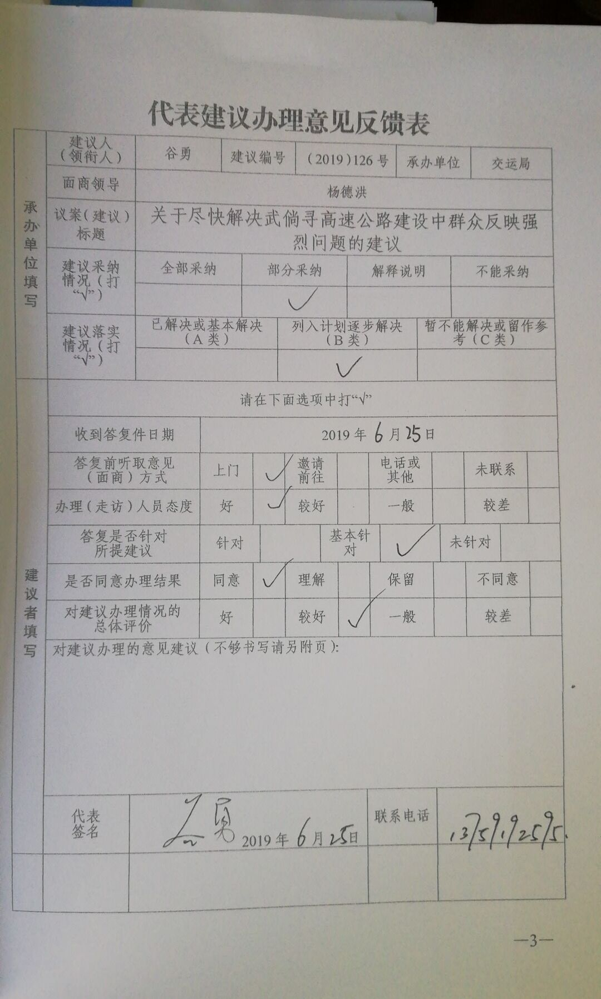 代表建议办理意见反馈表
承办单位填写
建议人
(领衔人)
谷勇
建议编号
(2019)126号
承办单位
交运局
面商领导
杨德洪
议案(建议)
标题
关于尽快解决武倘寻高速公路建设中群众反映强
烈问题的建议
建议采纳
情况(打
“√”)
全部采纳
部分采纳
解释说明
不能采纳
√
建议落实
情况(打
“√”)
已解决或基本解决
(A类)
列入计划逐步解决
(B类)
暂不能解决或留作参
考(C类)
√
建议者填写
请在下面选项中打“√”
收到答复件日期
2019年6月25日
答复前听取意见
(面商)方式
上门
√
邀请
前往
电话或
其他
未联系
办理(走访)人员态度
好
√
较好
一般
较差
答复是否针对
所提建议
针对
基本针
对
√
未针对
是否同意办理结果
同意
√
理解
保留
不同意
对建议办理情况的
总体评价
好
较好
√
一般
较差
对建议办理的意见建议(不够书写请另附页):
代表
签名
谷勇 2019年6月25日
联系电话
—3—